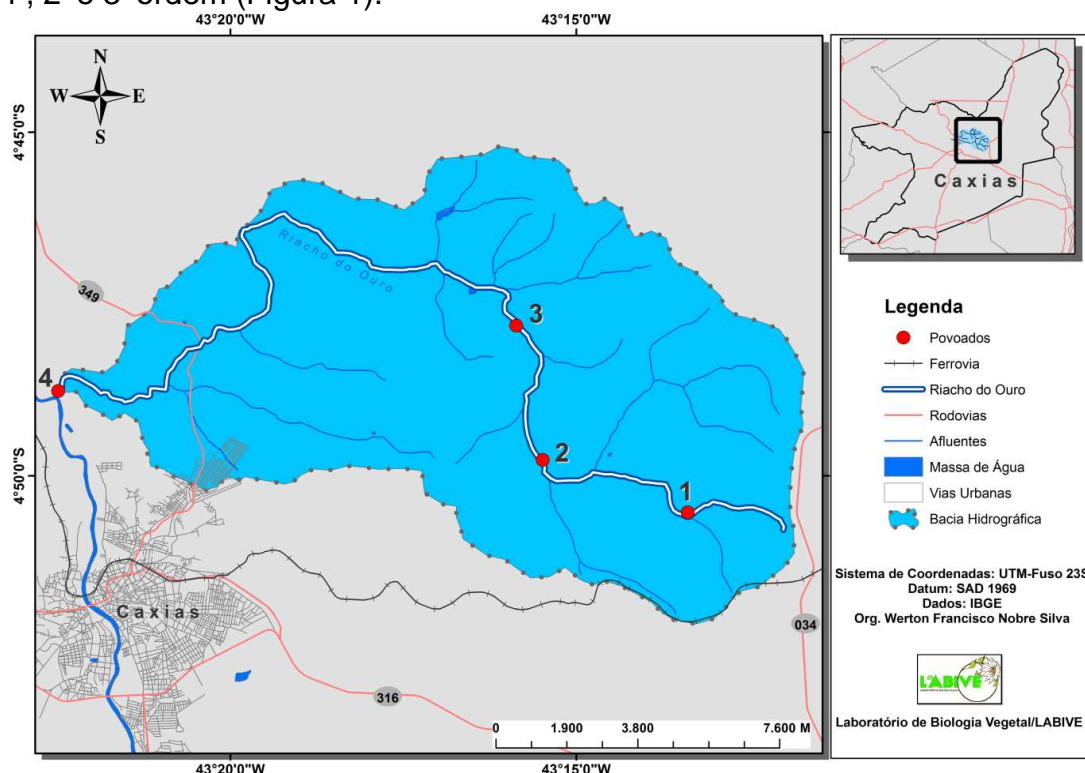 1ª, 2ª e 3ª ordem (Figura 1).
43°20'0"W
43°15'0"W
N
W E
S
4°45'0"S
4°50'0"S
Riacho do Ouro
349
3
4
2
1
Caxias
034
316
0 1.900 3.800 7.600 M
43°20'0"W
43°15'0"W
Caxias
Legenda
Povoados
Ferrovia
Riacho do Ouro
Rodovias
Afluentes
Massa de Água
Vias Urbanas
Bacia Hidrográfica
Sistema de Coordenadas: UTM-Fuso 23S
Datum: SAD 1969
Dados: IBGE
Org. Werton Francisco Nobre Silva
L'ABIVE
Laboratório de Biologia Vegetal/LABIVE